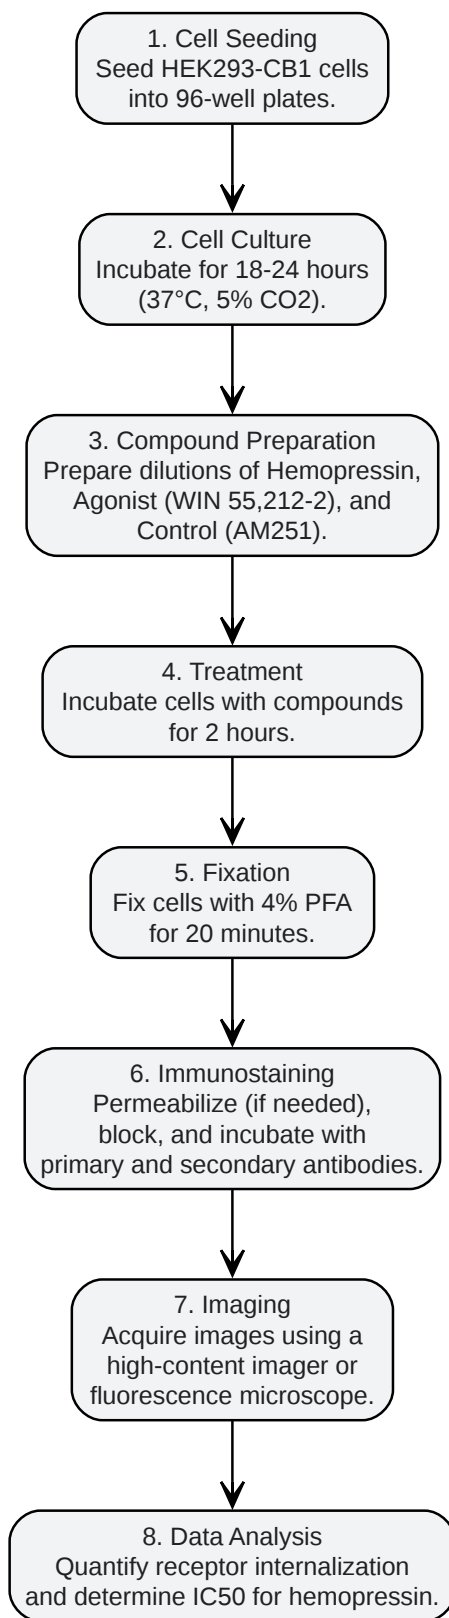 1. Cell Seeding
Seed HEK293-CB1 cells
into 96-well plates.
2. Cell Culture
Incubate for 18-24 hours
(37°C, 5% CO2).
3. Compound Preparation
Prepare dilutions of Hemopressin,
Agonist (WIN 55,212-2), and
Control (AM251).
4. Treatment
Incubate cells with compounds
for 2 hours.
5. Fixation
Fix cells with 4% PFA
for 20 minutes.
6. Immunostaining
Permeabilize (if needed),
block, and incubate with
primary and secondary antibodies.
7. Imaging
Acquire images using a
high-content imager or
fluorescence microscope.
8. Data Analysis
Quantify receptor internalization
and determine IC50 for hemopressin.